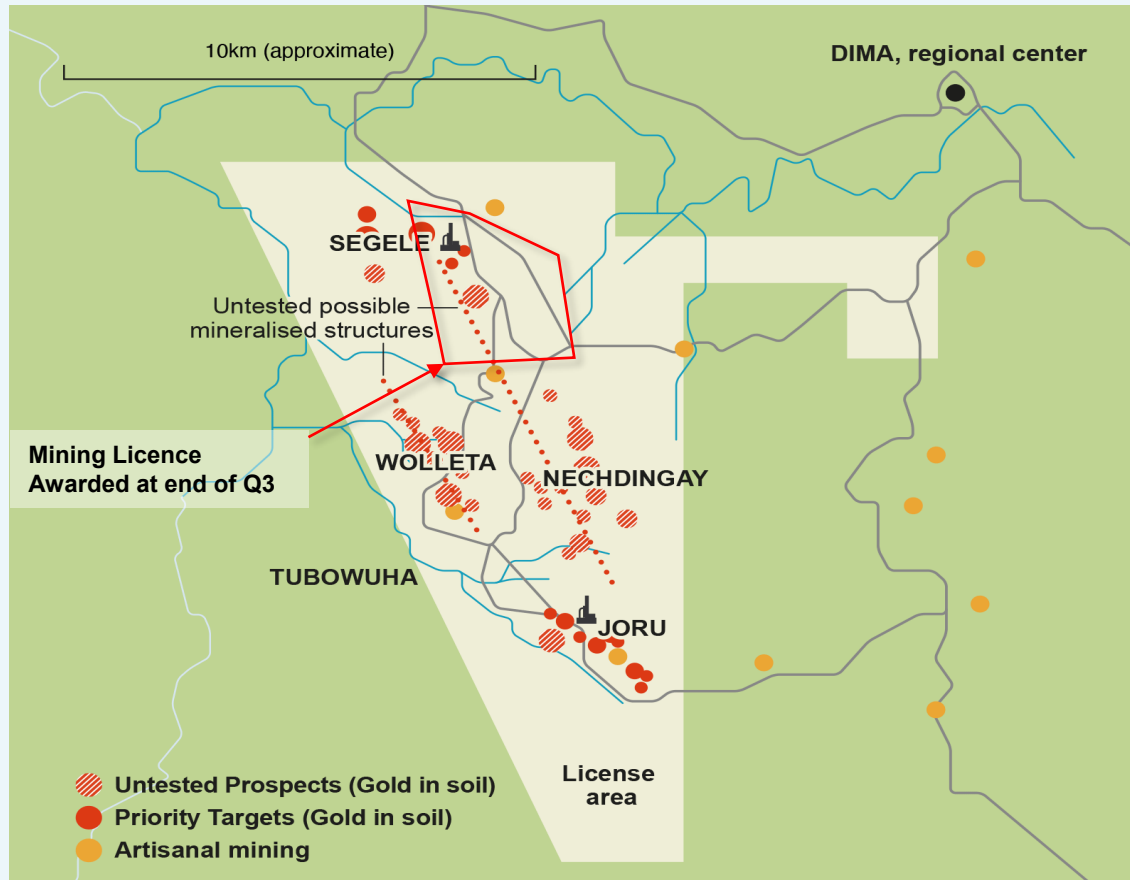 10km (approximate)
DIMA, regional center
SEGELE
Untested possible
mineralised structures
Mining Licence
Awarded at end of Q3
WOLLETA
NECHDINGAY
TUBOWUHA
JORU
License
area
Untested Prospects (Gold in soil)
Priority Targets (Gold in soil)
Artisanal mining